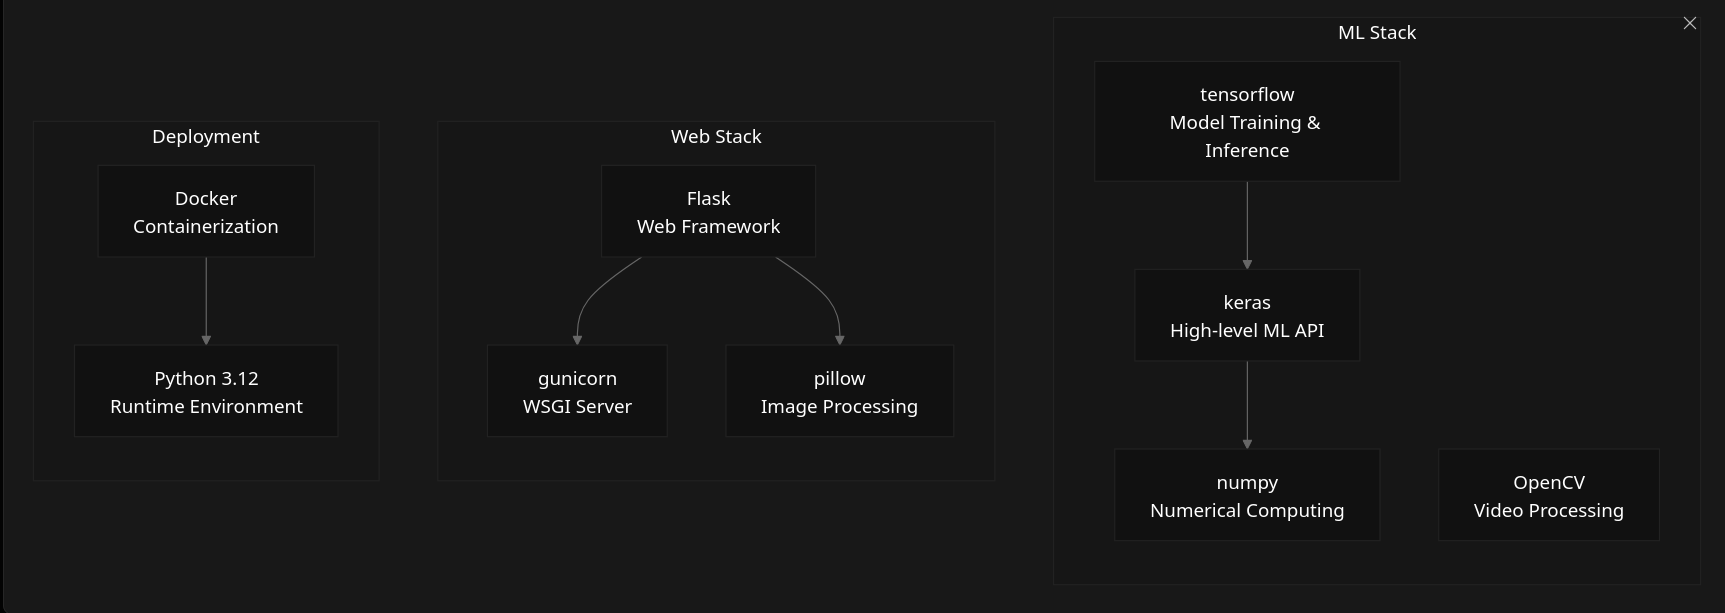 Deployment
Docker
Containerization
Python 3.12
Runtime Environment
Web Stack
Flask
Web Framework
gunicorn
WSGI Server
pillow
Image Processing
ML Stack
tensorflow
Model Training &
Inference
keras
High-level ML API
numpy
Numerical Computing
OpenCV
Video Processing